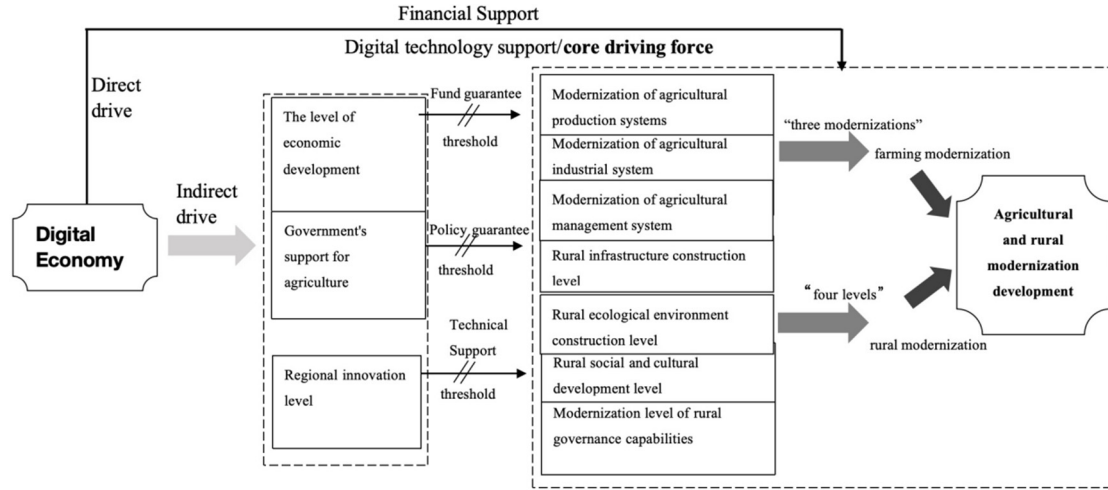 Financial Support
Digital technology support/core driving force
Direct
drive
Digital
Economy
Indirect
drive
The level of
economic
development
Government's
support for
agriculture
Regional innovation
level
Fund guarantee
threshold
Policy guarantee
threshold
Technical
Support
threshold
Modernization of agricultural
production systems
Modernization of agricultural
industrial system
Modernization of agricultural
management system
Rural infrastructure construction
level
Rural ecological environment
construction level
Rural social and cultural
development level
Modernization level of rural
governance capabilities
“three modernizations”
farming modernization
“four levels”
rural modernization
Agricultural
and rural
modernization
development